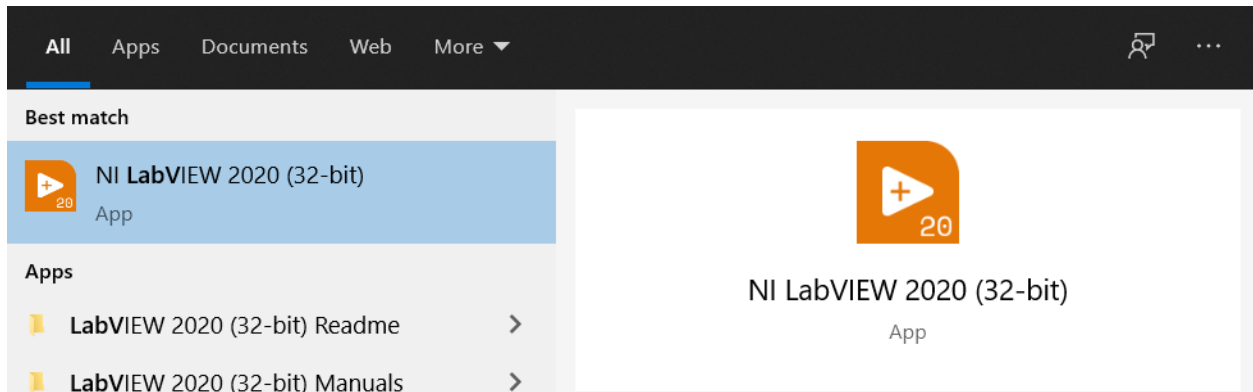 All Apps Documents Web More
Best match
NI LabVIEW 2020 (32-bit)
20
App
Apps
LabVIEW 2020 (32-bit) Readme
LabVIEW 2020 (32-bit) Manuals
20
NI LabVIEW 2020 (32-bit)
App